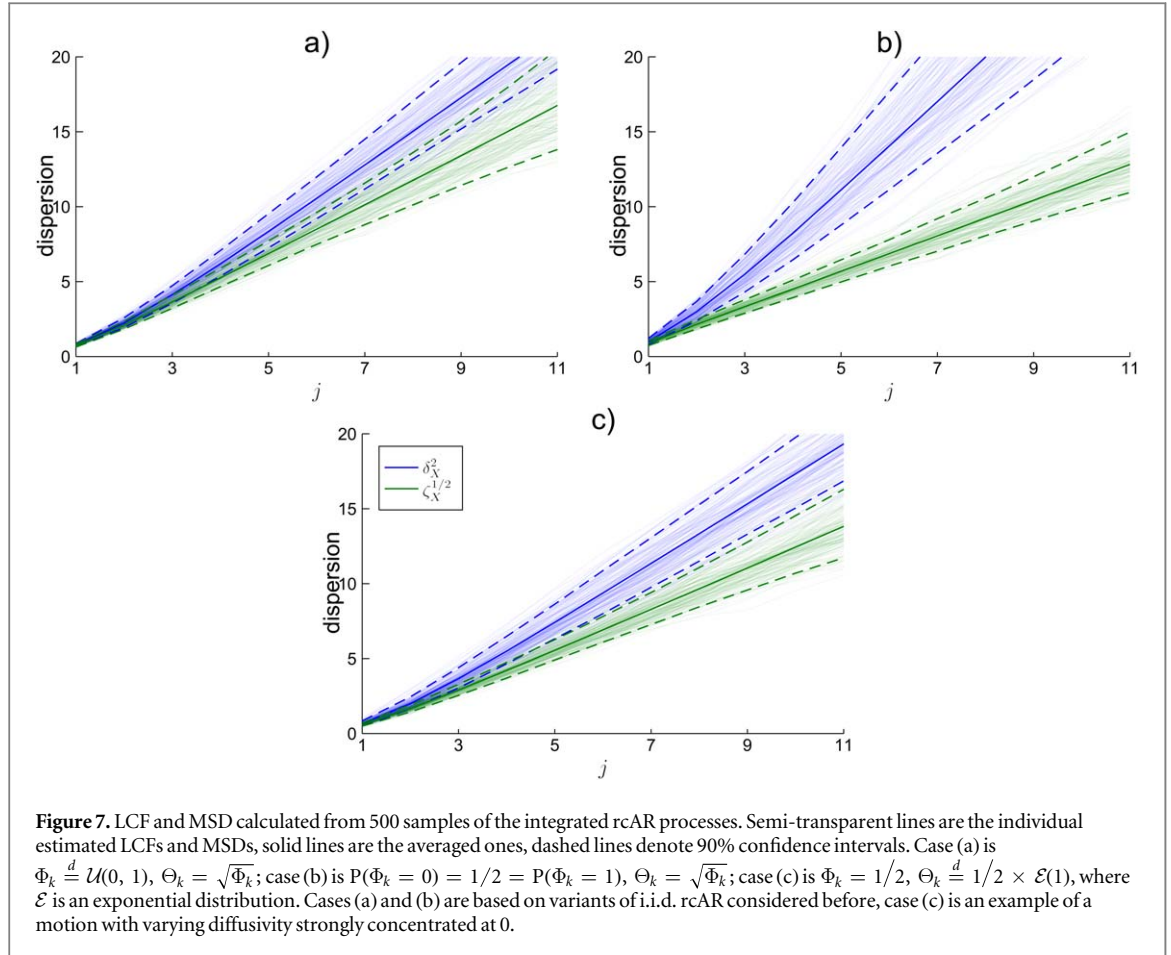 a)
20
15
10
5
0
dispersion
1 3 5 7 9 11
j
b)
20
15
10
5
0
dispersion
1 3 5 7 9 11
j
c)
20
15
10
5
0
dispersion
δ²_X
ζ^{1/2}_X
1 3 5 7 9 11
j
Figure 7. LCF and MSD calculated from 500 samples of the integrated rcAR processes. Semi-transparent lines are the individual
estimated LCFs and MSDs, solid lines are the averaged ones, dashed lines denote 90% confidence intervals. Case (a) is
Φ_k =^d 𝒰(0, 1), Θ_k = √Φ_k; case (b) is P(Φ_k = 0) = 1/2 = P(Φ_k = 1), Θ_k = √Φ_k; case (c) is Φ_k = 1/2, Θ_k =^d 1/2 × ℰ(1), where
ℰ is an exponential distribution. Cases (a) and (b) are based on variants of i.i.d. rcAR considered before, case (c) is an example of a
motion with varying diffusivity strongly concentrated at 0.